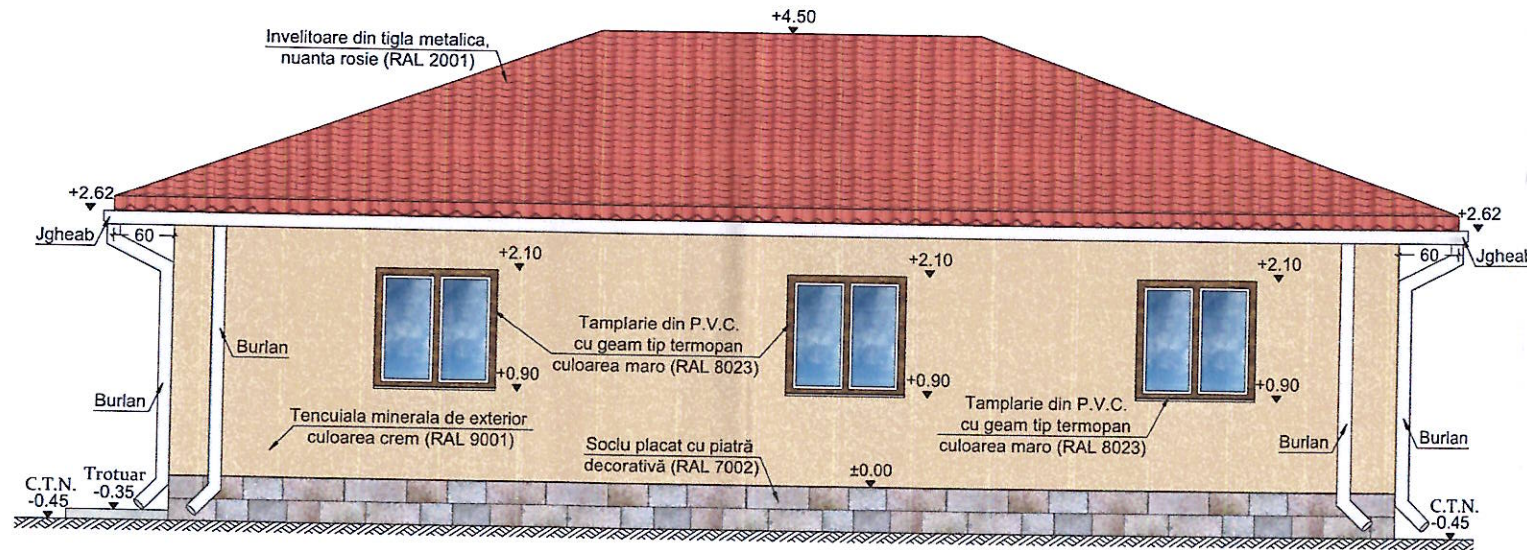 +4.50
Invelitoare din tigla metalica,
nuanta rosie (RAL 2001)
+2.62
+2.62
Jgheab
60
60
Jgheab
+2.10
+2.10
+2.10
Tamplarie din P.V.C.
cu geam tip termopan
culoarea maro (RAL 8023)
Burlan
+0.90
+0.90
+0.90
Burlan
Tamplarie din P.V.C.
cu geam tip termopan
culoarea maro (RAL 8023)
Tencuiala minerala de exterior
culoarea crem (RAL 9001)
Soclu placat cu piatră
decorativă (RAL 7002)
Burlan
Burlan
±0.00
C.T.N.
-0.45
Trotuar
-0.35
C.T.N.
-0.45